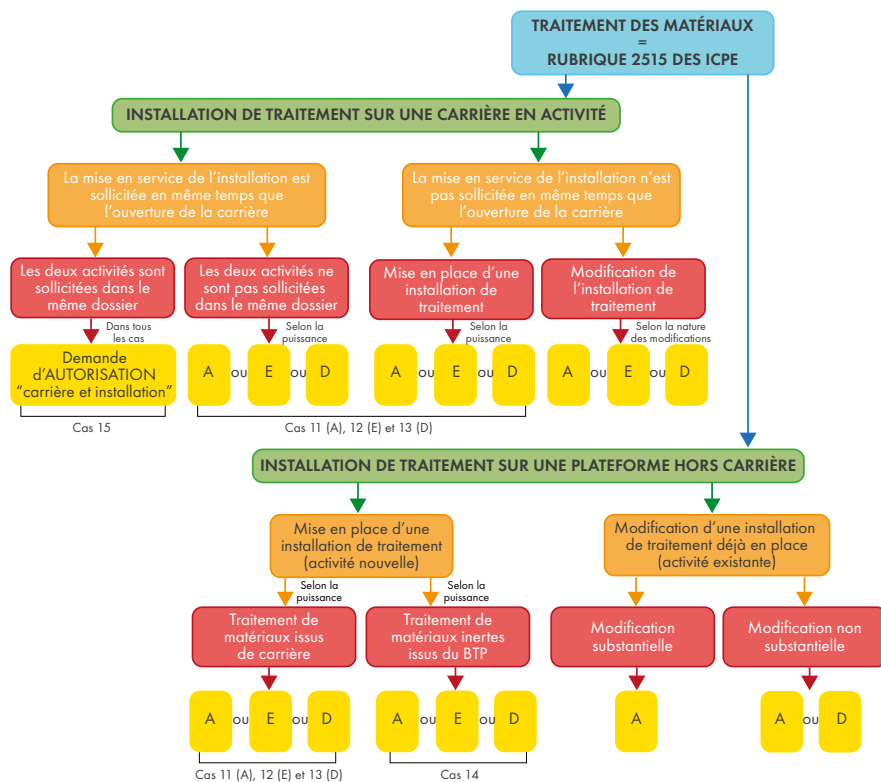 TRAITEMENT DES MATÉRIAUX
=
RUBRIQUE 2515 DES ICPE
INSTALLATION DE TRAITEMENT SUR UNE CARRIÈRE EN ACTIVITÉ
La mise en service de l'installation est
sollicitée en même temps que
l'ouverture de la carrière
La mise en service de l'installation n'est
pas sollicitée en même temps que
l'ouverture de la carrière
Les deux activités sont
sollicitées dans le
même dossier
Les deux activités ne
sont pas sollicitées
dans le même dossier
Mise en place d'une
installation de
traitement
Modification de
l'installation de
traitement
Dans tous
les cas
Selon la
puissance
Selon la
puissance
Selon la nature
des modifications
Demande
d'AUTORISATION
"carrière et installation"
A ou E ou D
A ou E ou D
A ou E ou D
Cas 15
Cas 11 (A), 12 (E) et 13 (D)
INSTALLATION DE TRAITEMENT SUR UNE PLATEFORME HORS CARRIÈRE
Mise en place d'une
installation de traitement
(activité nouvelle)
Modification d'une installation
de traitement déjà en place
(activité existante)
Selon la
puissance
Selon la
puissance
Traitement de
matériaux issus
de carrière
Traitement de
matériaux inertes
issus du BTP
Modification
substantielle
Modification non
substantielle
A ou E ou D
A ou E ou D
A
A ou D
Cas 11 (A), 12 (E) et 13 (D)
Cas 14